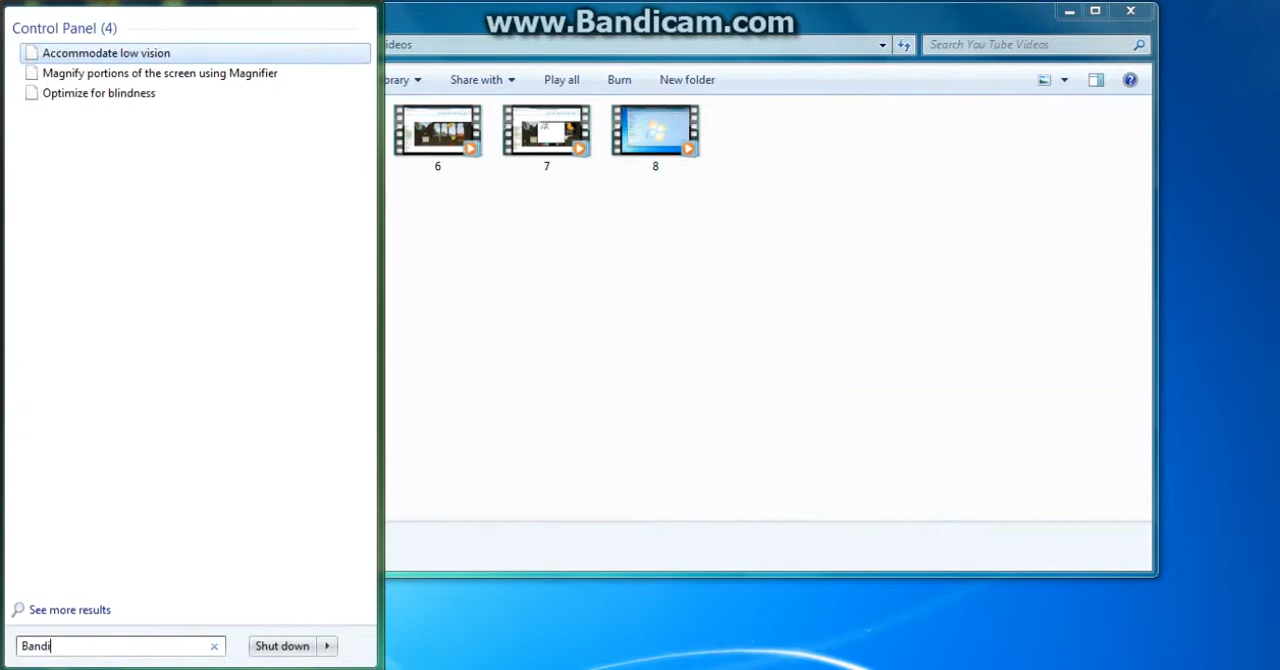 www.Bandicam.com
Control Panel (4)
Accommodate low vision
Magnify portions of the screen using Magnifier
Optimize for blindness
See more results
Bandi
Shut down
ideos
Search You Tube Videos
brary
Share with
Play all
Burn
New folder
6
7
8